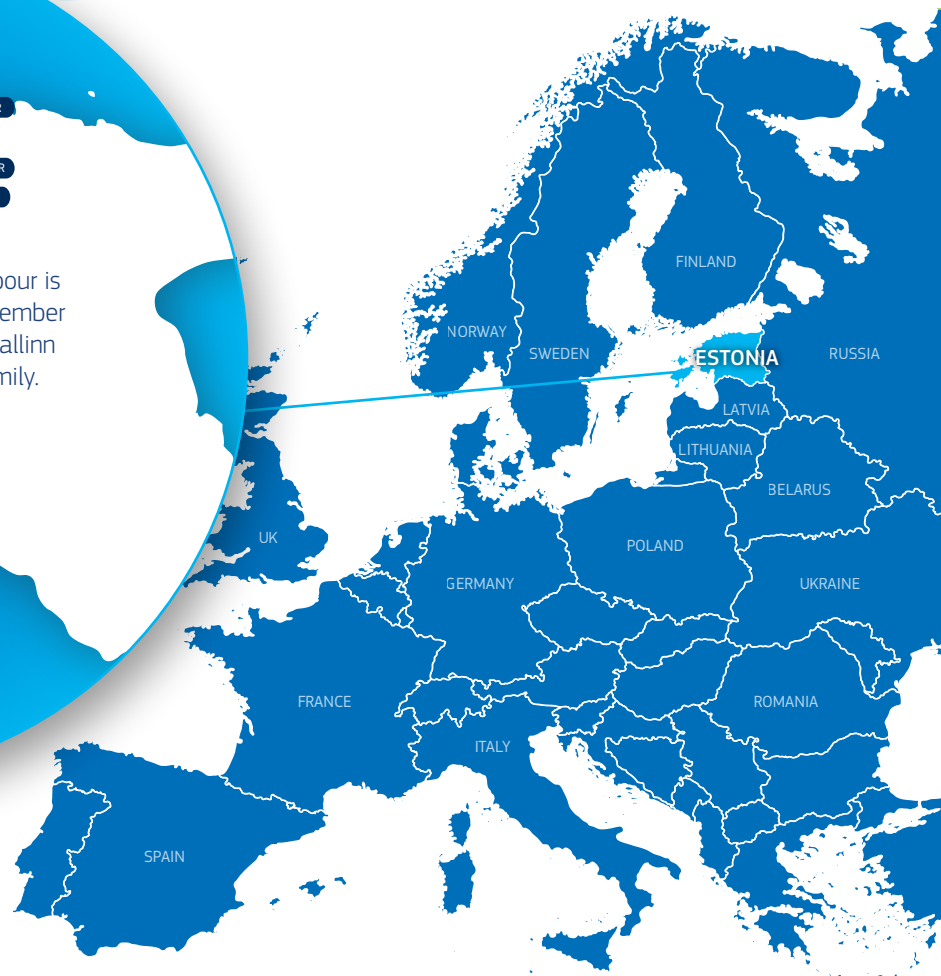 R
bour is
ember
allinn
mily.
FINLAND
NORWAY
SWEDEN
ESTONIA
RUSSIA
LATVIA
LITHUANIA
BELARUS
UK
POLAND
GERMANY
UKRAINE
FRANCE
ROMANIA
ITALY
SPAIN